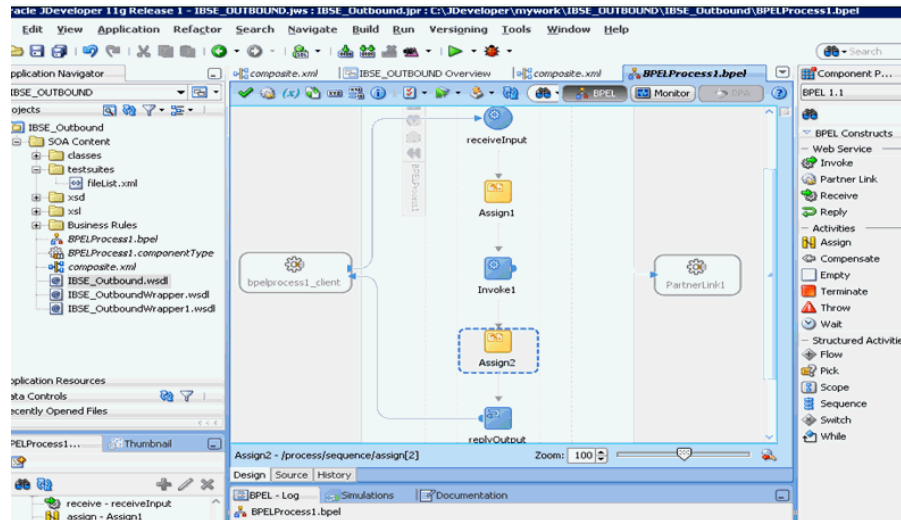 racle JDeveloper 11g Release 1 - IBSE_OUTBOUND.jws : IBSE_Outbound.jpr : C:\JDeveloper\mywork\IBSE_OUTBOUND\IBSE_Outbound\BPELProcess1.bpel
Edit View Application Refactor Search Navigate Build Run Versioning Tools Window Help
Search
pplication Navigator
composite.xml
IBSE_OUTBOUND Overview
composite.xml
BPELProcess1.bpel
Component P...
IBSE_OUTBOUND
BPEL
Monitor
BPA
BPEL 1.1
ojects
IBSE_Outbound
SOA Content
classes
testsuites
fileList.xml
xsd
xsl
Business Rules
BPELProcess1.bpel
BPELProcess1.componentType
composite.xml
IBSE_Outbound.wsdl
IBSE_OutboundWrapper.wsdl
IBSE_OutboundWrapper1.wsdl
pplication Resources
ata Controls
ecently Opened Files
PELProcess1...
Thumbnail
receive - receiveInput
assign - Assign1
BPELProcess1
receiveInput
Assign1
bpelprocess1_client
Invoke1
PartnerLink1
Assign2
replyOutput
Assign2 - /process/sequence/assign[2]
Zoom: 100
Design Source History
BPEL - Log
Simulations
Documentation
BPELProcess1.bpel
BPEL Constructs
Web Service
Invoke
Partner Link
Receive
Reply
Activities
Assign
Compensate
Empty
Terminate
Throw
Wait
Structured Activitie
Flow
Pick
Scope
Sequence
Switch
While